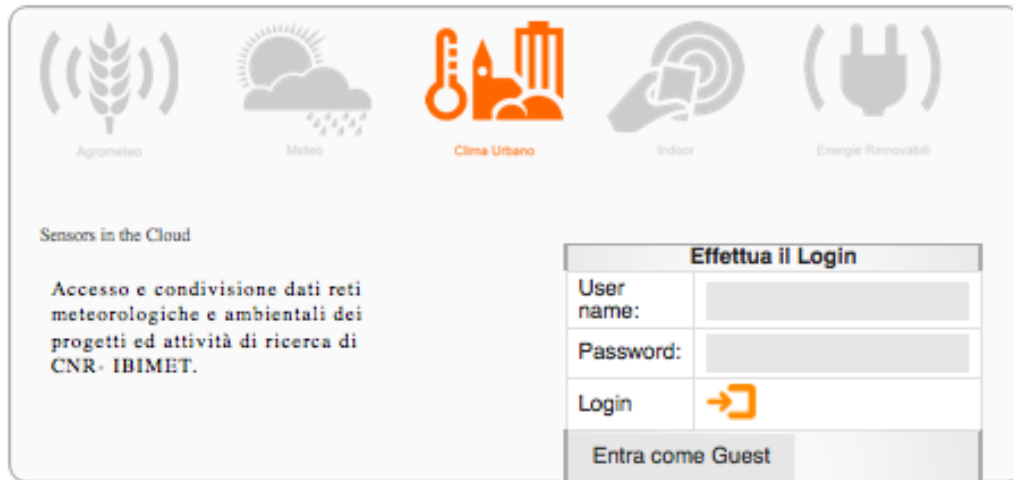 Agrometeo
Meteo
Clima Urbano
Indoor
Energie Rinnovabili
Sensors in the Cloud
Accesso e condivisione dati reti
meteorologiche e ambientali dei
progetti ed attività di ricerca di
CNR- IBIMET.
Effettua il Login
User
name:
Password:
Login
Entra come Guest